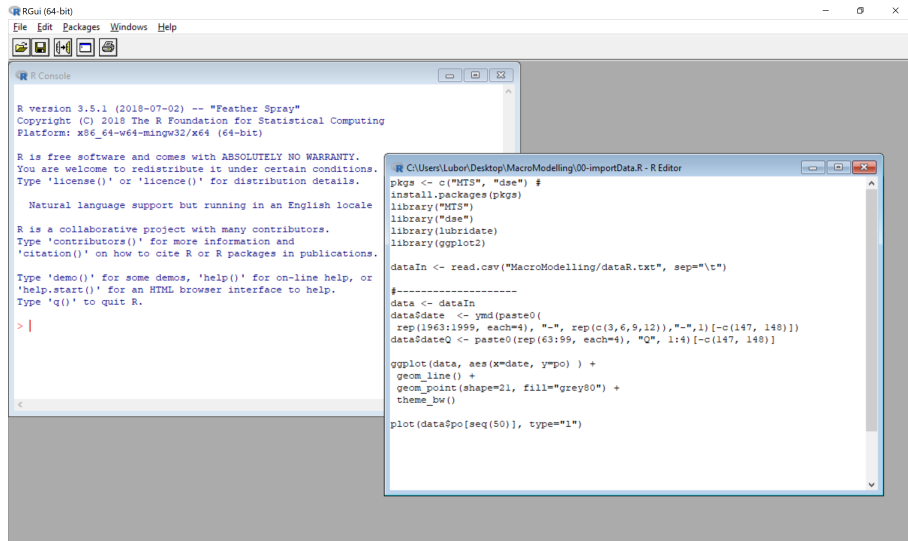 RGui (64-bit)
File Edit Packages Windows Help
R Console
R version 3.5.1 (2018-07-02) -- "Feather Spray"
Copyright (C) 2018 The R Foundation for Statistical Computing
Platform: x86_64-w64-mingw32/x64 (64-bit)
R is free software and comes with ABSOLUTELY NO WARRANTY.
You are welcome to redistribute it under certain conditions.
Type 'license()' or 'licence()' for distribution details.
Natural language support but running in an English locale
R is a collaborative project with many contributors.
Type 'contributors()' for more information and
'citation()' on how to cite R or R packages in publications.
Type 'demo()' for some demos, 'help()' for on-line help, or
'help.start()' for an HTML browser interface to help.
Type 'q()' to quit R.
>
C:\Users\Lubor\Desktop\MacroModelling\00-importData.R - R Editor
pkgs <- c("MTS", "dse") #
install.packages(pkgs)
library("MTS")
library("dse")
library(lubridate)
library(ggplot2)
dataIn <- read.csv("MacroModelling/dataR.txt", sep="\t")
#--------------------
data <- dataIn
data$date <- ymd(paste0(
rep(1963:1999, each=4), "-", rep(c(3,6,9,12)),"-",1)[-c(147, 148)])
data$dateQ <- paste0(rep(63:99, each=4), "Q", 1:4)[-c(147, 148)]
ggplot(data, aes(x=date, y=po) ) +
geom_line() +
geom_point(shape=21, fill="grey80") +
theme_bw()
plot(data$po[seq(50)], type="l")